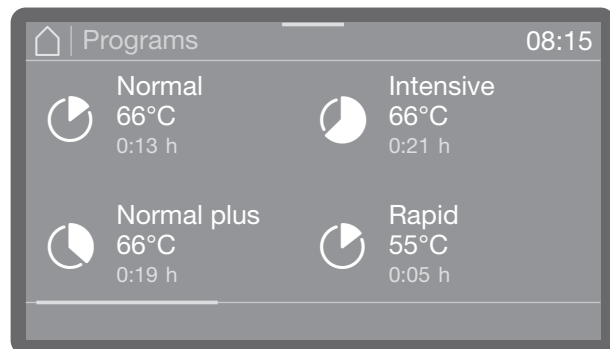 Programs 08:15
Normal
66°C
0:13 h
Intensive
66°C
0:21 h
Normal plus
66°C
0:19 h
Rapid
55°C
0:05 h